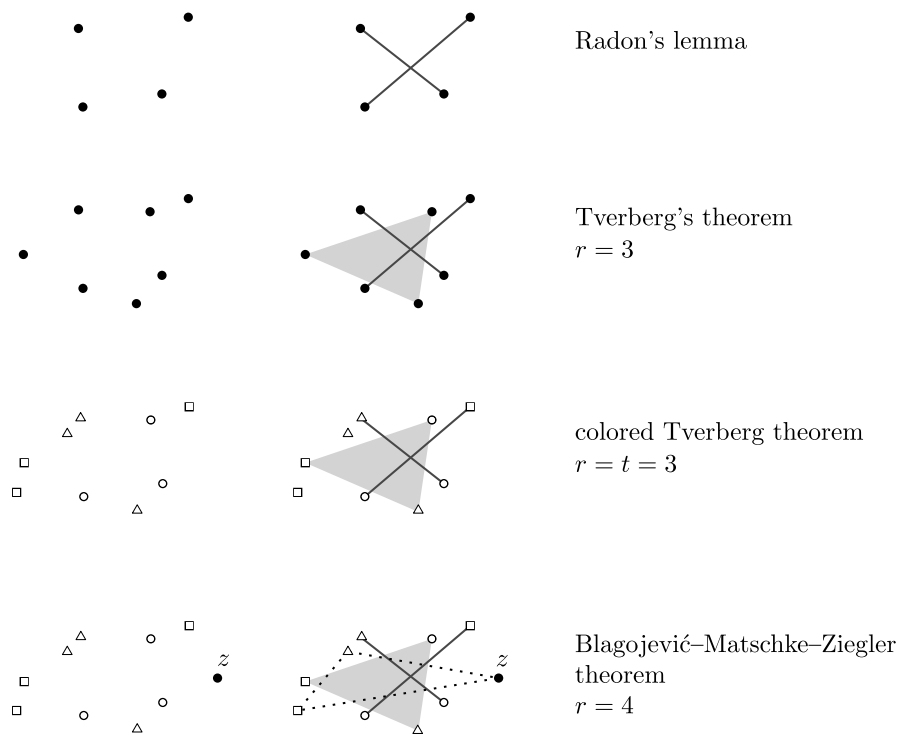 Radon's lemma
Tverberg's theorem
r = 3
colored Tverberg theorem
r = t = 3
z
z
Blagojević–Matschke–Ziegler
theorem
r = 4